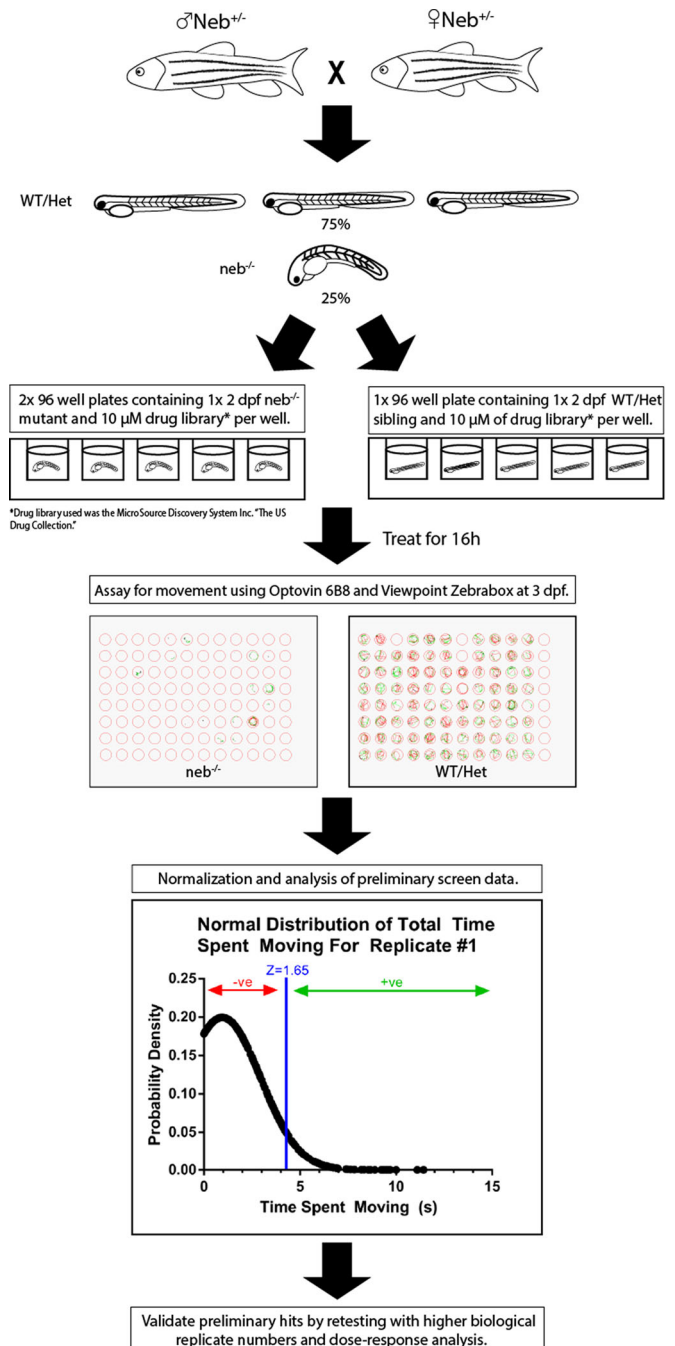 ♂Neb+/- ♀Neb+/-
X
WT/Het
75%
neb-/-
25%
2x 96 well plates containing 1x 2 dpf neb-/-
mutant and 10 µM drug library* per well.
1x 96 well plate containing 1x 2 dpf WT/Het
sibling and 10 µM of drug library* per well.
*Drug library used was the MicroSource Discovery System Inc. “The US
Drug Collection.”
Treat for 16h
Assay for movement using Optovin 6B8 and Viewpoint Zebrabox at 3 dpf.
neb-/-
WT/Het
Normalization and analysis of preliminary screen data.
Normal Distribution of Total Time
Spent Moving For Replicate #1
Z=1.65
-ve
+ve
0.25
0.20
0.15
0.10
0.05
0.00
Probability Density
0 5 10 15
Time Spent Moving (s)
Validate preliminary hits by retesting with higher biological
replicate numbers and dose-response analysis.